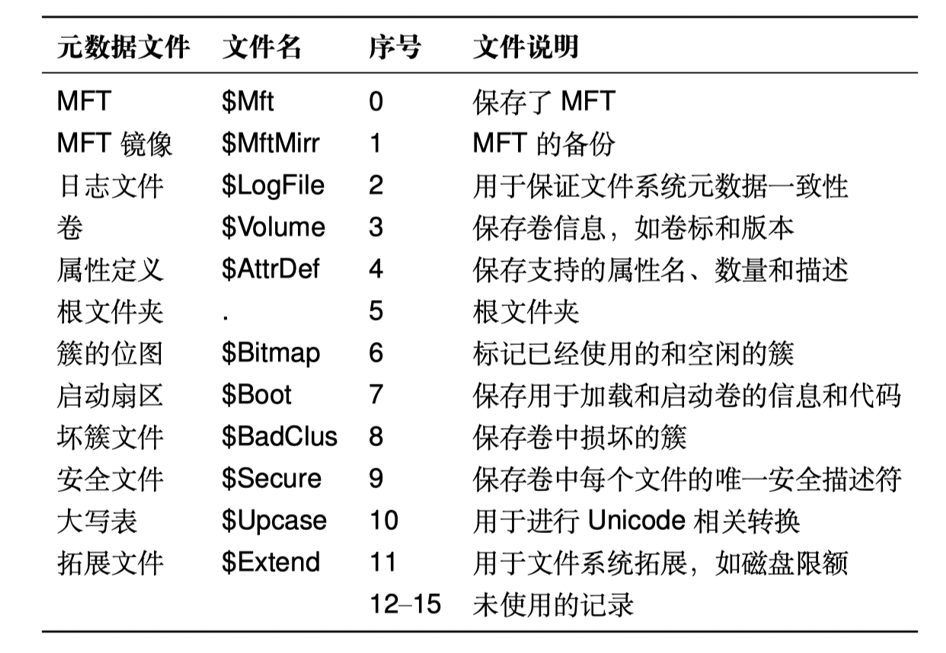 元数据文件 文件名 序号 文件说明
MFT $Mft 0 保存了 MFT
MFT 镜像 $MftMirr 1 MFT 的备份
日志文件 $LogFile 2 用于保证文件系统元数据一致性
卷 $Volume 3 保存卷信息，如卷标和版本
属性定义 $AttrDef 4 保存支持的属性名、数量和描述
根文件夹 . 5 根文件夹
簇的位图 $Bitmap 6 标记已经使用的和空闲的簇
启动扇区 $Boot 7 保存用于加载和启动卷的信息和代码
坏簇文件 $BadClus 8 保存卷中损坏的簇
安全文件 $Secure 9 保存卷中每个文件的唯一安全描述符
大写表 $Upcase 10 用于进行 Unicode 相关转换
拓展文件 $Extend 11 用于文件系统拓展，如磁盘限额
12–15 未使用的记录